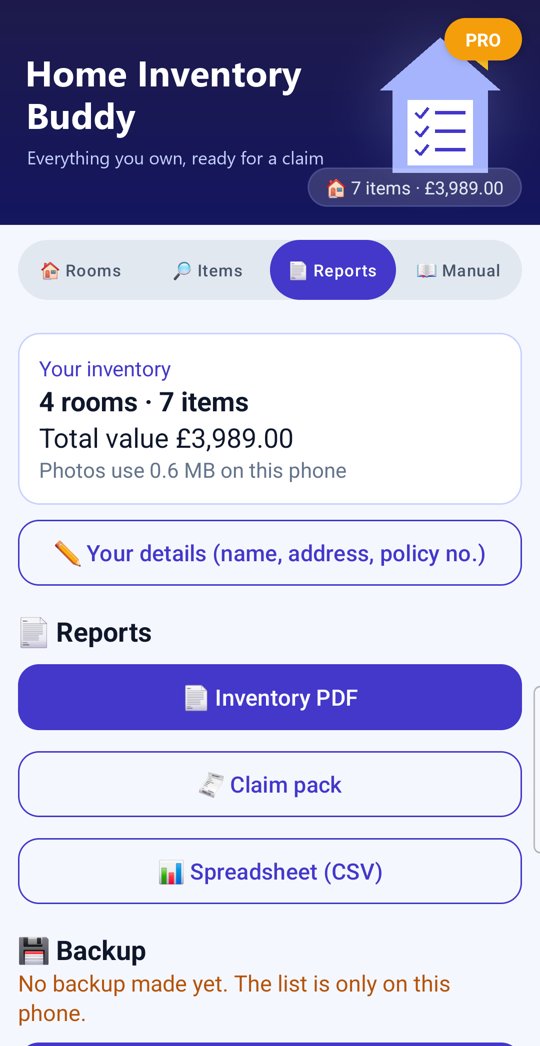 PRO
Home Inventory
Buddy
Everything you own, ready for a claim
7 items · £3,989.00
Rooms
Items
Reports
Manual
Your inventory
4 rooms · 7 items
Total value £3,989.00
Photos use 0.6 MB on this phone
Your details (name, address, policy no.)
Reports
Inventory PDF
Claim pack
Spreadsheet (CSV)
Backup
No backup made yet. The list is only on this
phone.